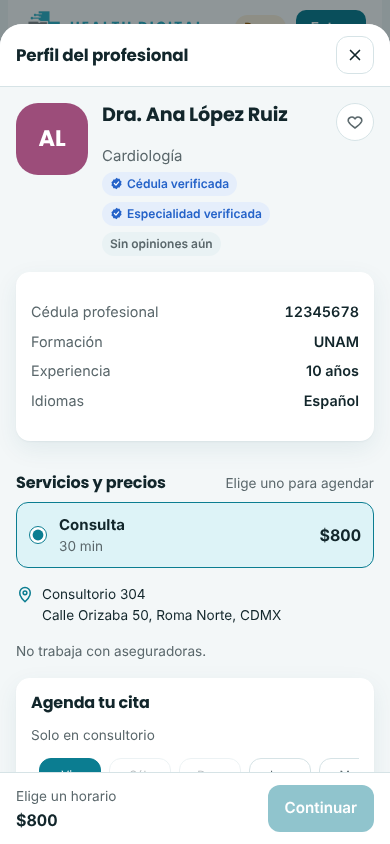 Perfil del profesional
AL
Dra. Ana López Ruiz
Cardiología
Cédula verificada
Especialidad verificada
Sin opiniones aún
Cédula profesional 12345678
Formación UNAM
Experiencia 10 años
Idiomas Español
Servicios y precios Elige uno para agendar
Consulta
30 min
$800
Consultorio 304
Calle Orizaba 50, Roma Norte, CDMX
No trabaja con aseguradoras.
Agenda tu cita
Solo en consultorio
Elige un horario
$800
Continuar